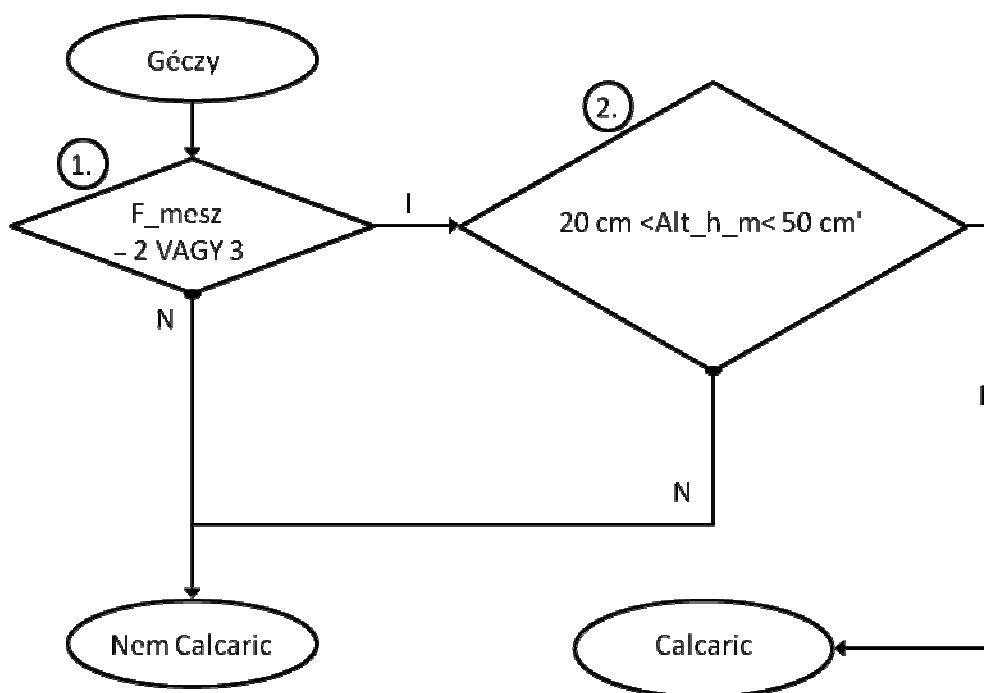 Géczy
1.
2.
F_mesz
– 2 VAGY 3
I
20 cm <Alt_h_m< 50 cm'
N
N
Nem Calcaric
Calcaric